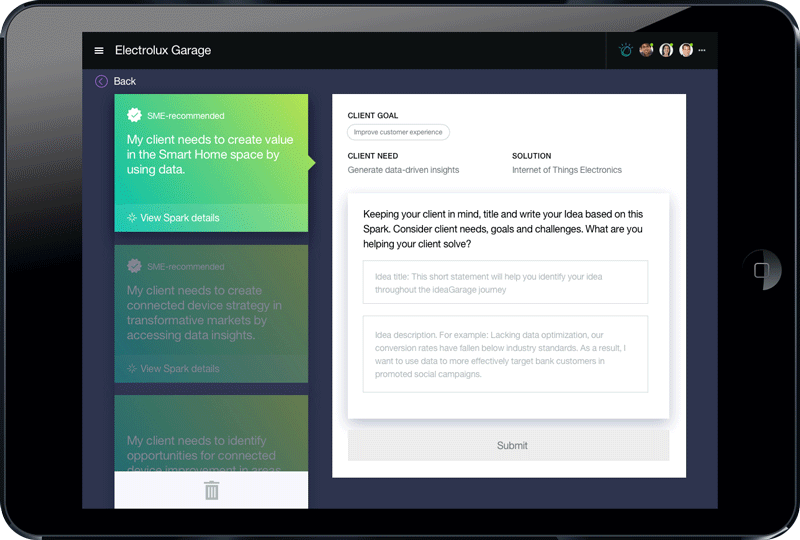 Electrolux Garage
Back
SME-recommended
My client needs to create value
in the Smart Home space by
using data.
View Spark details
SME-recommended
My client needs to create
connected device strategy in
transformative markets by
accessing data insights.
View Spark details
My client needs to identify
opportunities for connected
device improvement in areas
CLIENT GOAL
Improve customer experience
CLIENT NEED
Generate data-driven insights
SOLUTION
Internet of Things Electronics
Keeping your client in mind, title and write your Idea based on this
Spark. Consider client needs, goals and challenges. What are you
helping your client solve?
Idea title: This short statement will help you identify your idea
throughout the ideaGarage journey
Idea description. For example: Lacking data optimization, our
conversion rates have fallen below industry standards. As a result, I
want to use data to more effectively target bank customers in
promoted social campaigns.
Submit